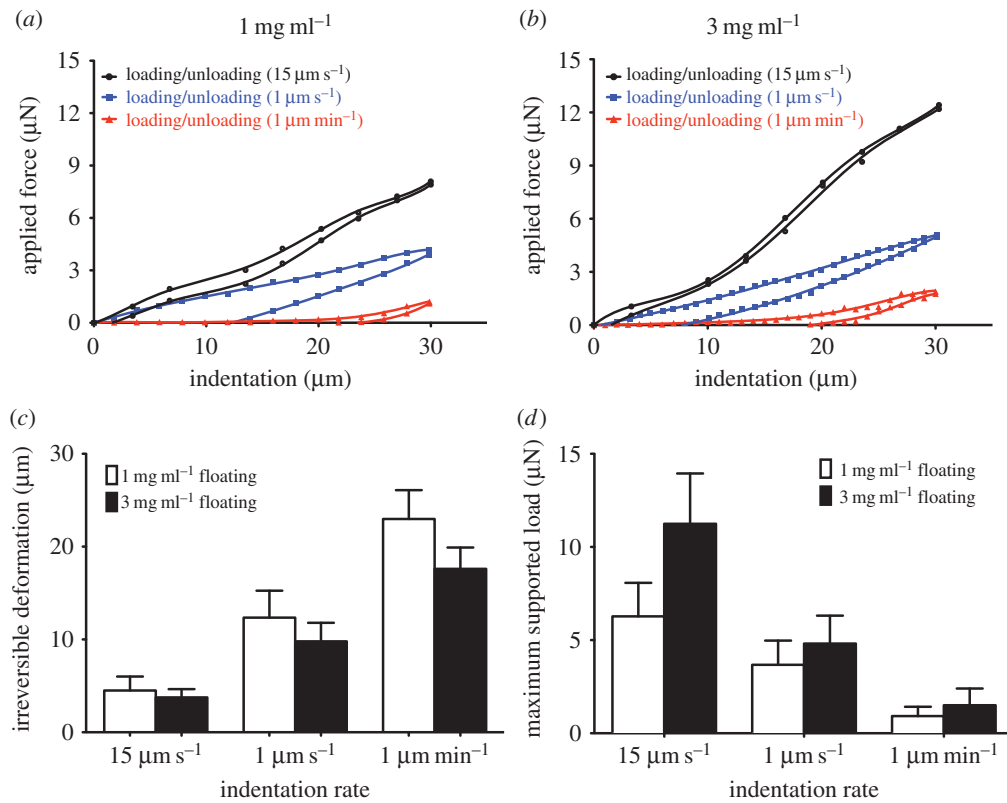 (a) 1 mg ml⁻¹
15
12
9
6
3
0
applied force (μN)
loading/unloading (15 μm s⁻¹)
loading/unloading (1 μm s⁻¹)
loading/unloading (1 μm min⁻¹)
0 10 20 30
indentation (μm)
(b) 3 mg ml⁻¹
15
12
9
6
3
0
applied force (μN)
loading/unloading (15 μm s⁻¹)
loading/unloading (1 μm s⁻¹)
loading/unloading (1 μm min⁻¹)
0 10 20 30
indentation (μm)
(c)
30
20
10
0
irreversible deformation (μm)
1 mg ml⁻¹ floating
3 mg ml⁻¹ floating
15 μm s⁻¹ 1 μm s⁻¹ 1 μm min⁻¹
indentation rate
(d)
15
10
5
0
maximum supported load (μN)
1 mg ml⁻¹ floating
3 mg ml⁻¹ floating
15 μm s⁻¹ 1 μm s⁻¹ 1 μm min⁻¹
indentation rate